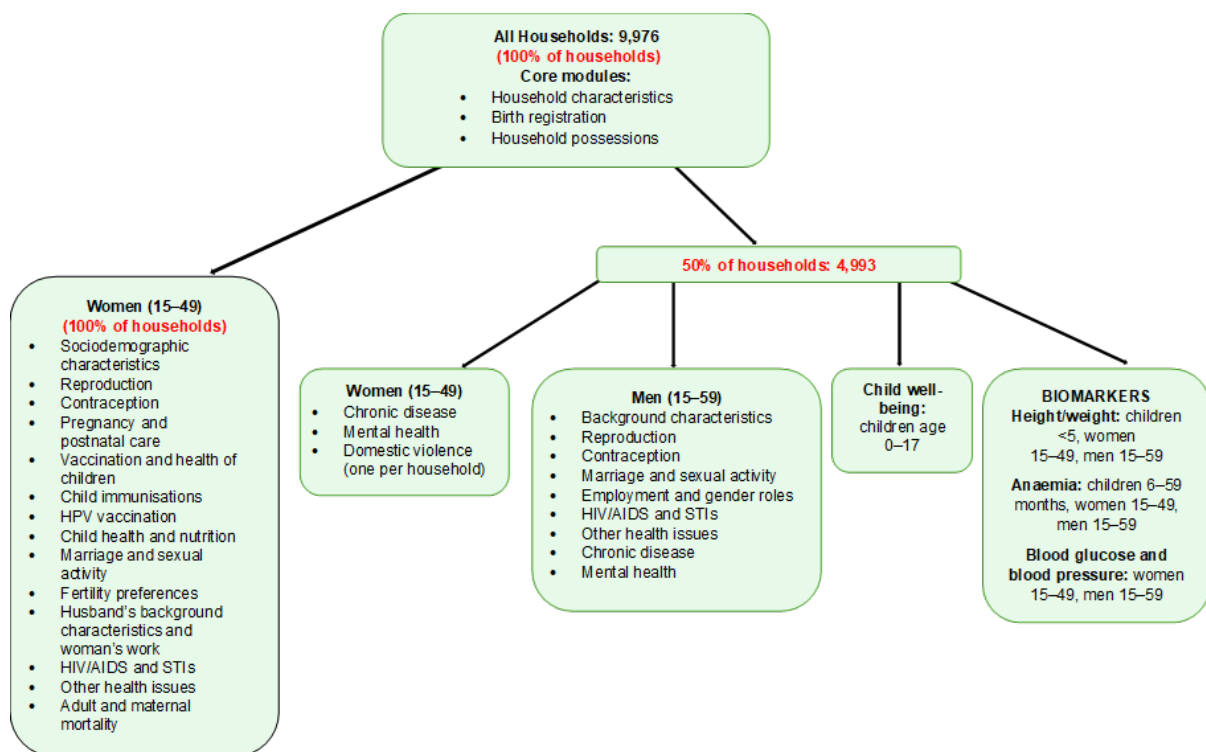 All Households: 9,976
(100% of households)
Core modules:
• Household characteristics
• Birth registration
• Household possessions
50% of households: 4,993
Women (15–49)
(100% of households)
• Sociodemographic
characteristics
• Reproduction
• Contraception
• Pregnancy and
postnatal care
• Vaccination and health of
children
• Child immunisations
• HPV vaccination
• Child health and nutrition
• Marriage and sexual
activity
• Fertility preferences
• Husband's background
characteristics and
woman's work
• HIV/AIDS and STIs
• Other health issues
• Adult and maternal
mortality
Women (15–49)
• Chronic disease
• Mental health
• Domestic violence
(one per household)
Men (15–59)
• Background characteristics
• Reproduction
• Contraception
• Marriage and sexual activity
• Employment and gender roles
• HIV/AIDS and STIs
• Other health issues
• Chronic disease
• Mental health
Child well-
being:
children age
0–17
BIOMARKERS
Height/weight: children
<5, women
15–49, men 15–59
Anaemia: children 6–59
months, women 15–49,
men 15–59
Blood glucose and
blood pressure: women
15–49, men 15–59